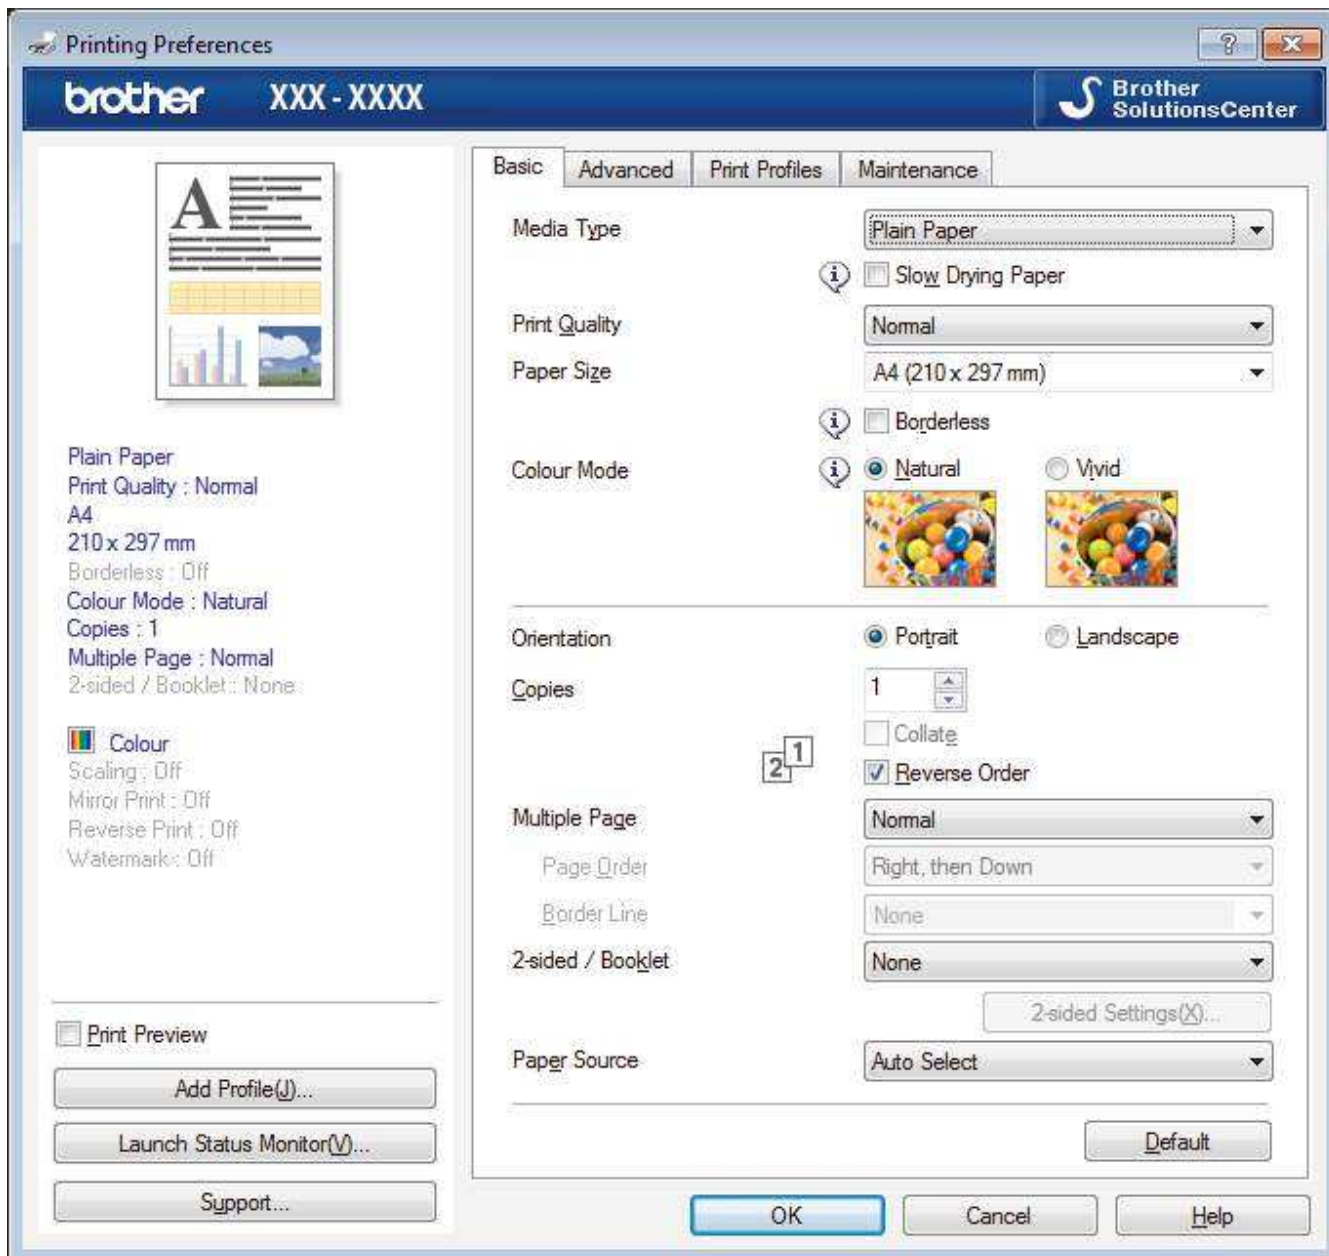 Printing Preferences
brother XXX - XXXX Brother SolutionsCenter
A
Plain Paper
Print Quality : Normal
A4
210 x 297 mm
Borderless : Off
Colour Mode : Natural
Copies : 1
Multiple Page : Normal
2-sided / Booklet : None
Colour
Scaling : Off
Mirror Print : Off
Reverse Print : Off
Watermark : Off
Print Preview
Add Profile(J)...
Launch Status Monitor(V)...
Support...
Basic Advanced Print Profiles Maintenance
Media Type Plain Paper
Slow Drying Paper
Print Quality Normal
Paper Size A4 (210 x 297 mm)
Borderless
Colour Mode Natural Vivid
Orientation Portrait Landscape
Copies 1
Collate
2 1 Reverse Order
Multiple Page Normal
Page Order Right, then Down
Border Line None
2-sided / Booklet None
2-sided Settings(X)...
Paper Source Auto Select
Default
OK Cancel Help